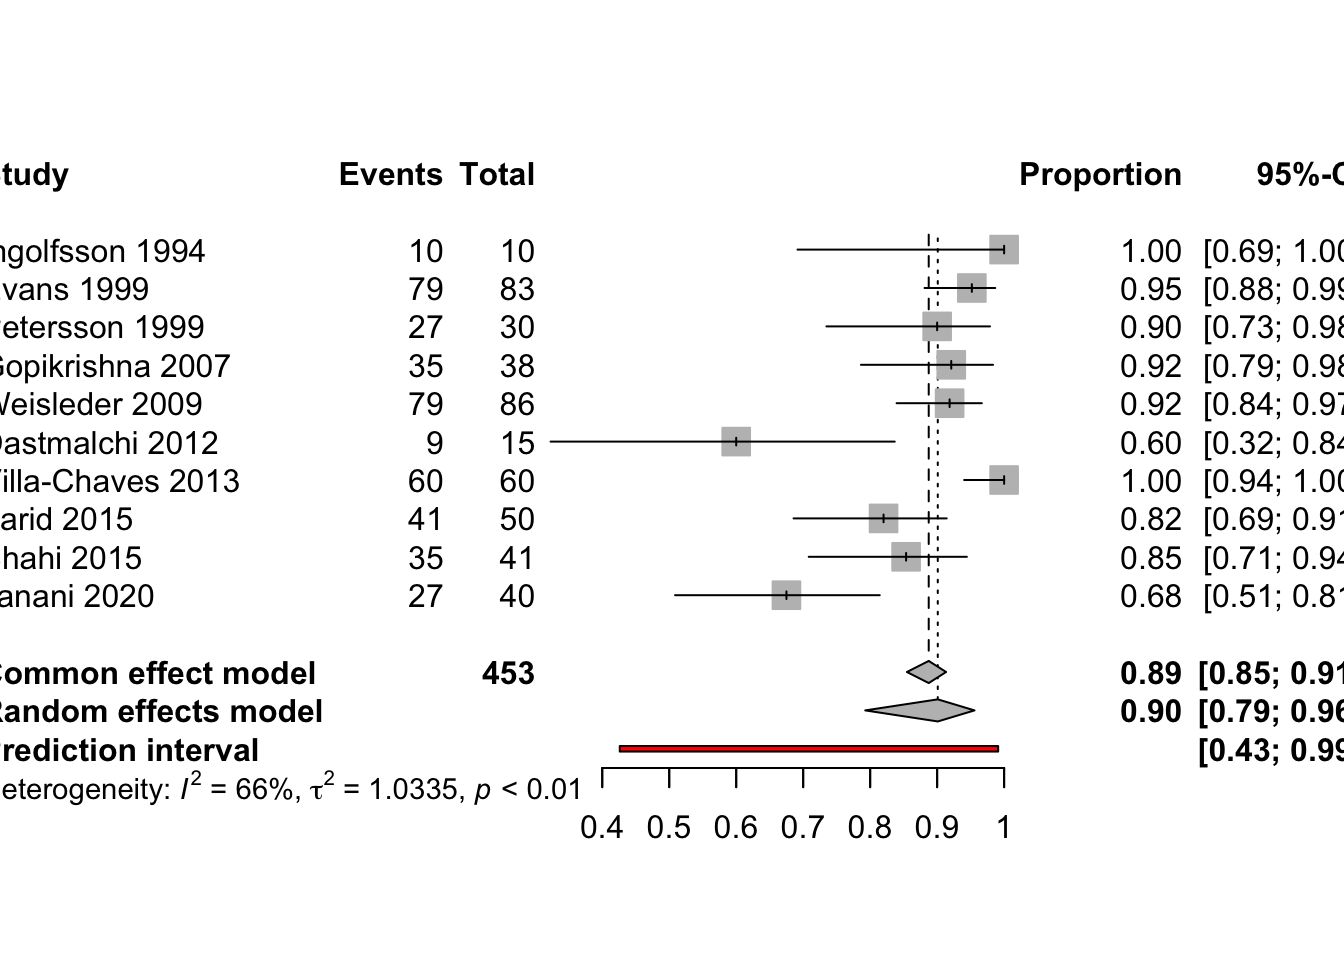 tudy Events Total Proportion 95%-C
ngolfsson 1994 10 10 1.00 [0.69; 1.00
vans 1999 79 83 0.95 [0.88; 0.99
etersson 1999 27 30 0.90 [0.73; 0.98
Gopikrishna 2007 35 38 0.92 [0.79; 0.98
Weisleder 2009 79 86 0.92 [0.84; 0.97
Dastmalchi 2012 9 15 0.60 [0.32; 0.84
illa-Chaves 2013 60 60 1.00 [0.94; 1.00
arid 2015 41 50 0.82 [0.69; 0.91
hahi 2015 35 41 0.85 [0.71; 0.94
anani 2020 27 40 0.68 [0.51; 0.81
Common effect model 453 0.89 [0.85; 0.91
Random effects model 0.90 [0.79; 0.96
rediction interval [0.43; 0.99
eterogeneity: I² = 66%, τ² = 1.0335, p < 0.01
0.4 0.5 0.6 0.7 0.8 0.9 1